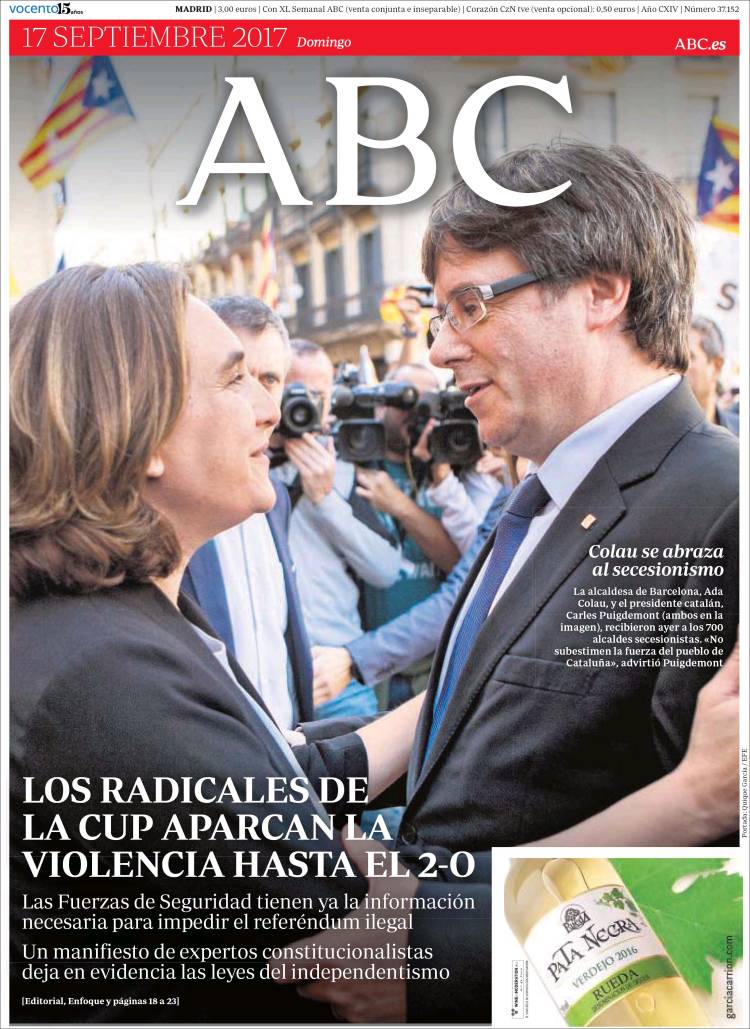 vocento 15 años
MADRID | 3,00 euros | Con XL Semanal ABC (venta conjunta e inseparable) | Corazón CzN tve (venta opcional): 0,50 euros | Año CXIV | Número 37.152
17 SEPTIEMBRE 2017 Domingo
ABC.es
ABC
Colau se abraza
al secesionismo
La alcaldesa de Barcelona, Ada
Colau, y el presidente catalán,
Carles Puigdemont (ambos en la
imagen), recibieron ayer a los 700
alcaldes secesionistas. «No
subestimen la fuerza del pueblo de
Cataluña», advirtió Puigdemont
Portada: Quique García / EFE
LOS RADICALES DE
LA CUP APARCAN LA
VIOLENCIA HASTA EL 2-O
Las Fuerzas de Seguridad tienen ya la información
necesaria para impedir el referéndum ilegal
Un manifiesto de expertos constitucionalistas
deja en evidencia las leyes del independentismo
[Editorial, Enfoque y páginas 18 a 23]
RUEDA
PATA NEGRA
VERDEJO 2016
RUEDA
garciacarrion.com